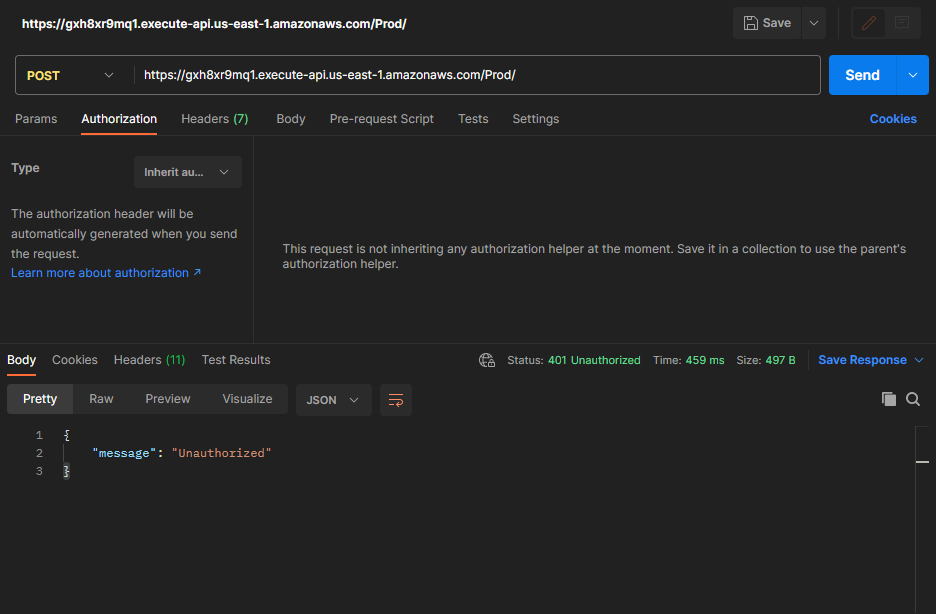 https://gxh8xr9mq1.execute-api.us-east-1.amazonaws.com/Prod/
Save
POST https://gxh8xr9mq1.execute-api.us-east-1.amazonaws.com/Prod/ Send
Params Authorization Headers (7) Body Pre-request Script Tests Settings Cookies
Type Inherit au...
The authorization header will be
automatically generated when you send
the request.
Learn more about authorization ↗
This request is not inheriting any authorization helper at the moment. Save it in a collection to use the parent's
authorization helper.
Body Cookies Headers (11) Test Results Status: 401 Unauthorized Time: 459 ms Size: 497 B Save Response
Pretty Raw Preview Visualize JSON
1 {
2 "message": "Unauthorized"
3 }